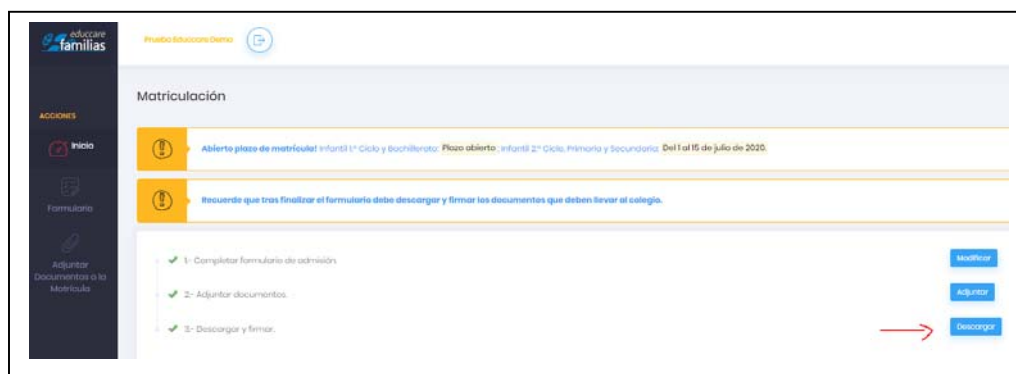 educcare
familias
Prueba Educcare Demo
Matriculación
ACCIONES
Inicio
¡Abierto plazo de matrícula! Infantil 1.º Ciclo y Bachillerato: Plazo abierto; Infantil 2.º Ciclo, Primaria y Secundaria: Del 1 al 15 de julio de 2020.
Recuerde que tras finalizar el formulario debe descargar y firmar los documentos que deben llevar al colegio.
Formulario
Adjuntar
Documentos a la
Matrícula
1.- Completar formulario de admisión.
Modificar
2.- Adjuntar documentos.
Adjuntar
3.- Descargar y firmar.
Descargar